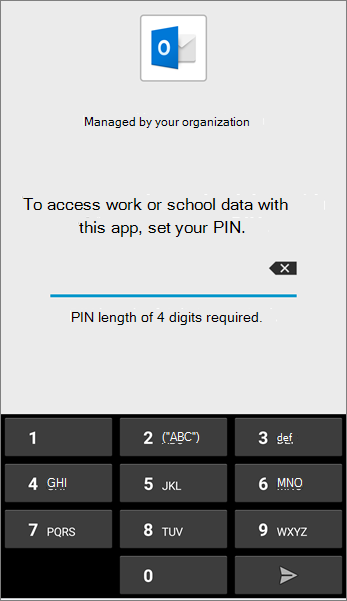 O
Managed by your organization
To access work or school data with
this app, set your PIN.
PIN length of 4 digits required.
1
2 ("ABC")
3 def
4 GHI
5 JKL
6 MNO
7 PQRS
8 TUV
9 WXYZ
0